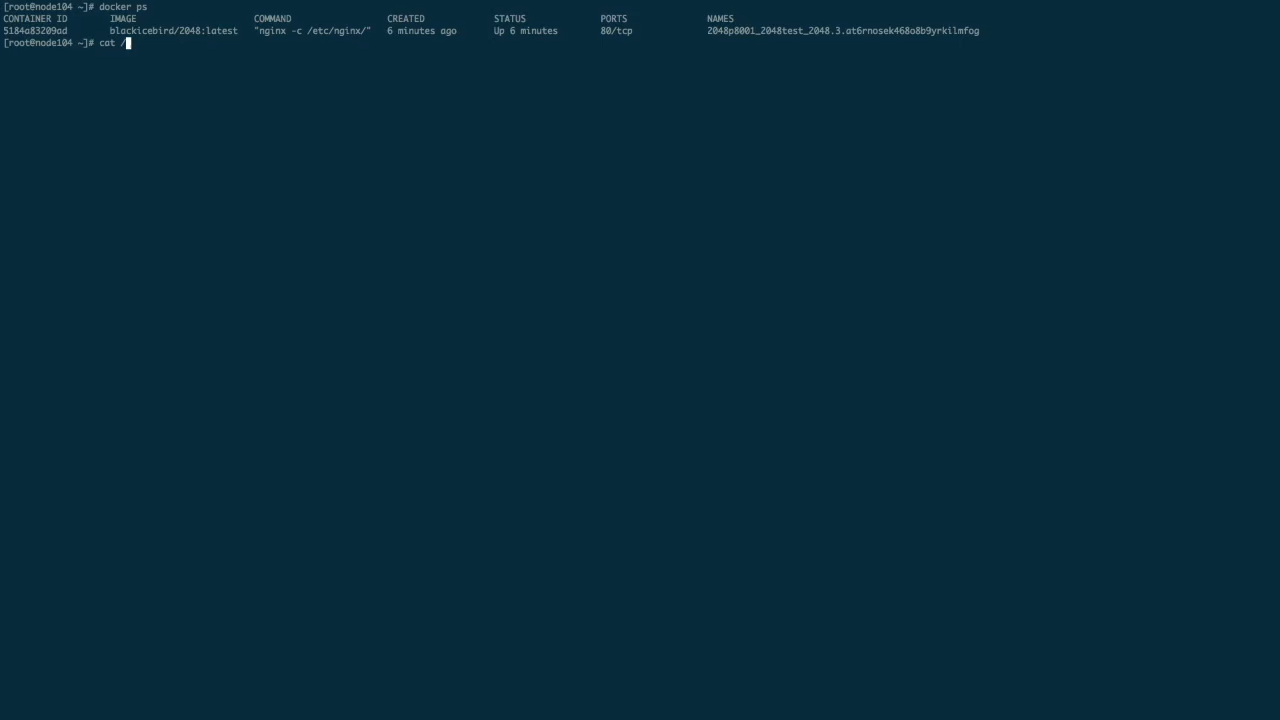 [root@node104 ~]# docker ps
CONTAINER ID IMAGE COMMAND CREATED STATUS PORTS NAMES
5184a83209ad blackicebird/2048:latest "nginx -c /etc/nginx/" 6 minutes ago Up 6 minutes 80/tcp 2048p8001_2048test_2048.3.at6rnosek468o8b9yrkilmfog
[root@node104 ~]# cat /